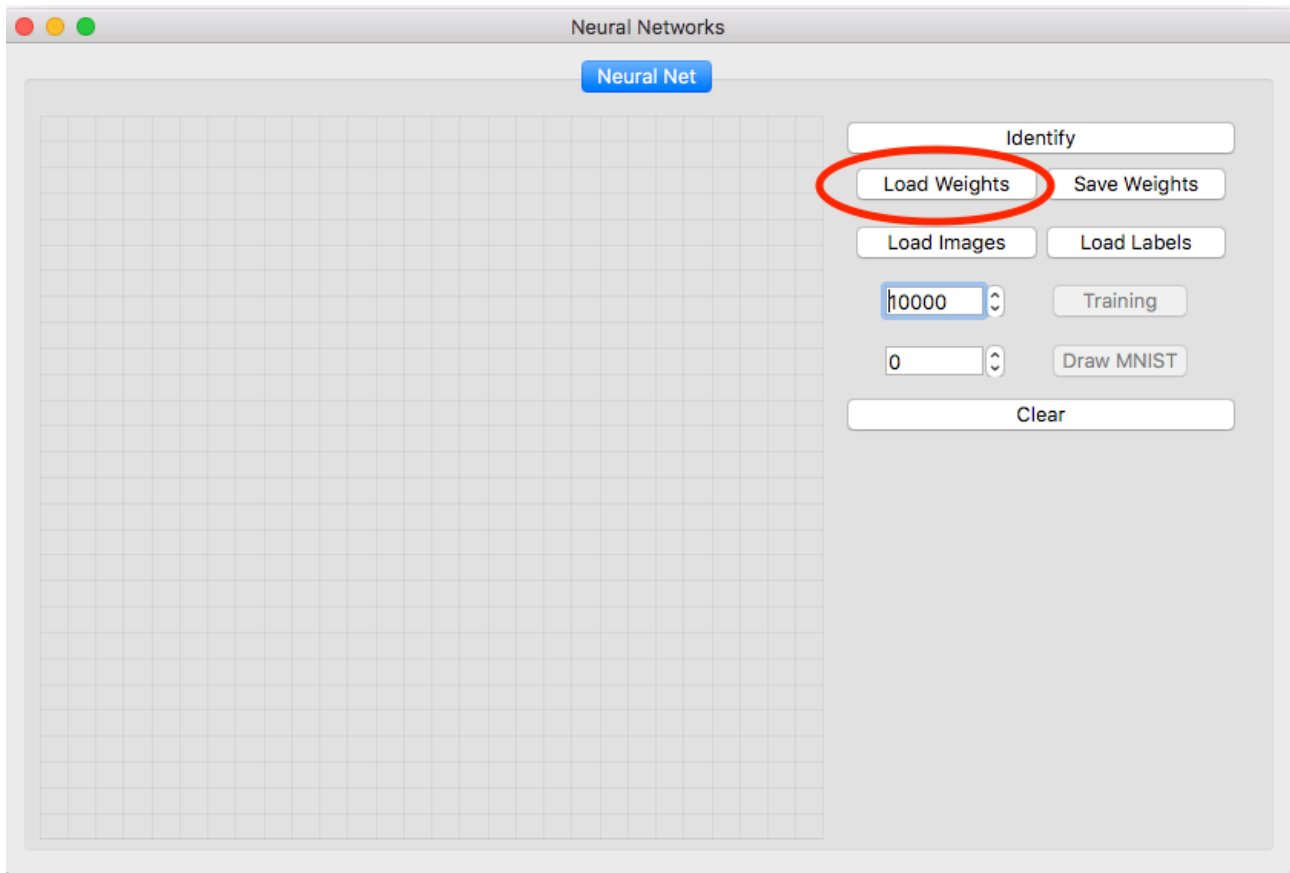 Neural Networks
Neural Net
Identify
Load Weights Save Weights
Load Images Load Labels
10000 Training
0 Draw MNIST
Clear